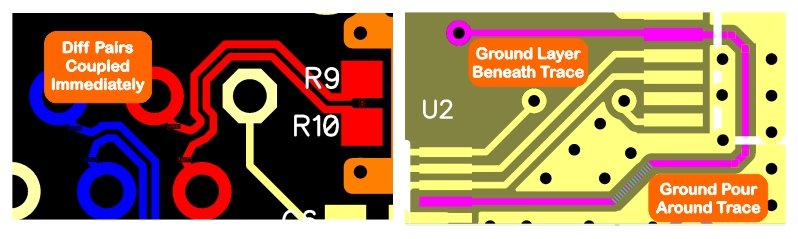 Diff Pairs
Coupled
Immediately
R9
R10
Ground Layer
Beneath Trace
U2
Ground Pour
Around Trace